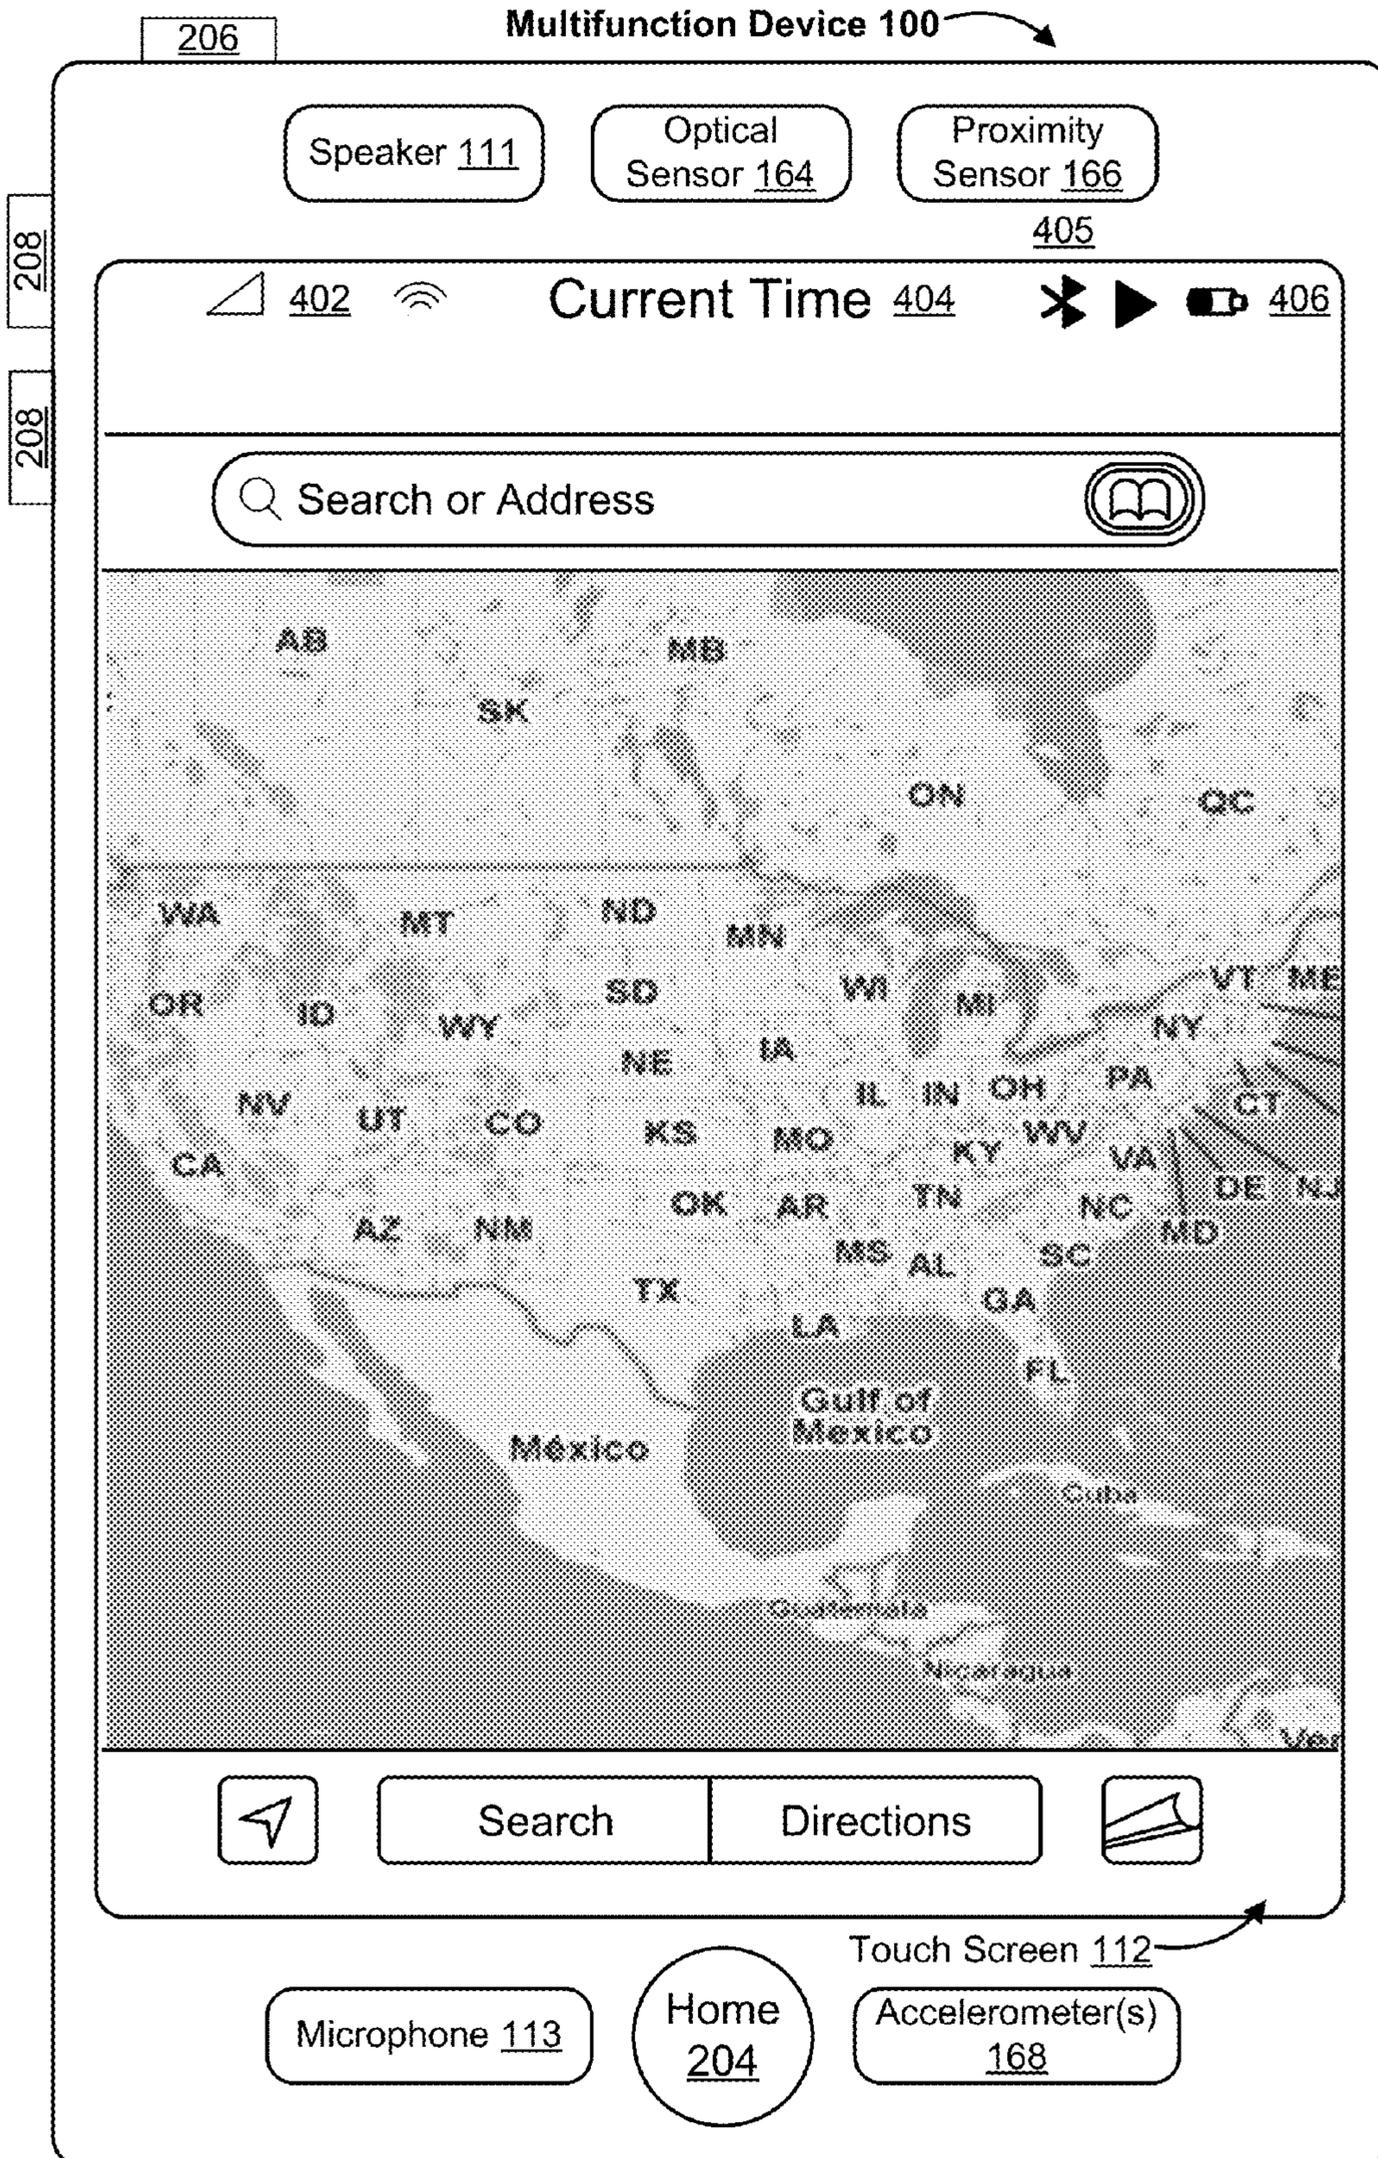 Multifunction Device 100
206
Speaker 111
Optical
Sensor 164
Proximity
Sensor 166
208
405
402
Current Time 404
406
208
Search or Address
AB
MB
SK
ON
QC
WA
MT
ND
MN
OR
ID
WY
SD
WI
MI
VT
ME
NY
NE
IA
NV
UT
CO
IL
IN
OH
PA
CT
KS
MO
KY
WV
VA
CA
DE
NJ
OK
AR
TN
NC
AZ
NM
MD
MS
AL
SC
TX
GA
LA
FL
Gulf of
Mexico
México
Cuba
Guatemala
Nicaragua
Ver
Search
Directions
Touch Screen 112
Microphone 113
Home
204
Accelerometer(s)
168